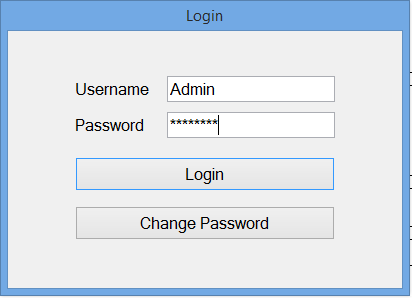 Login
Username Admin
Password ********
Login
Change Password